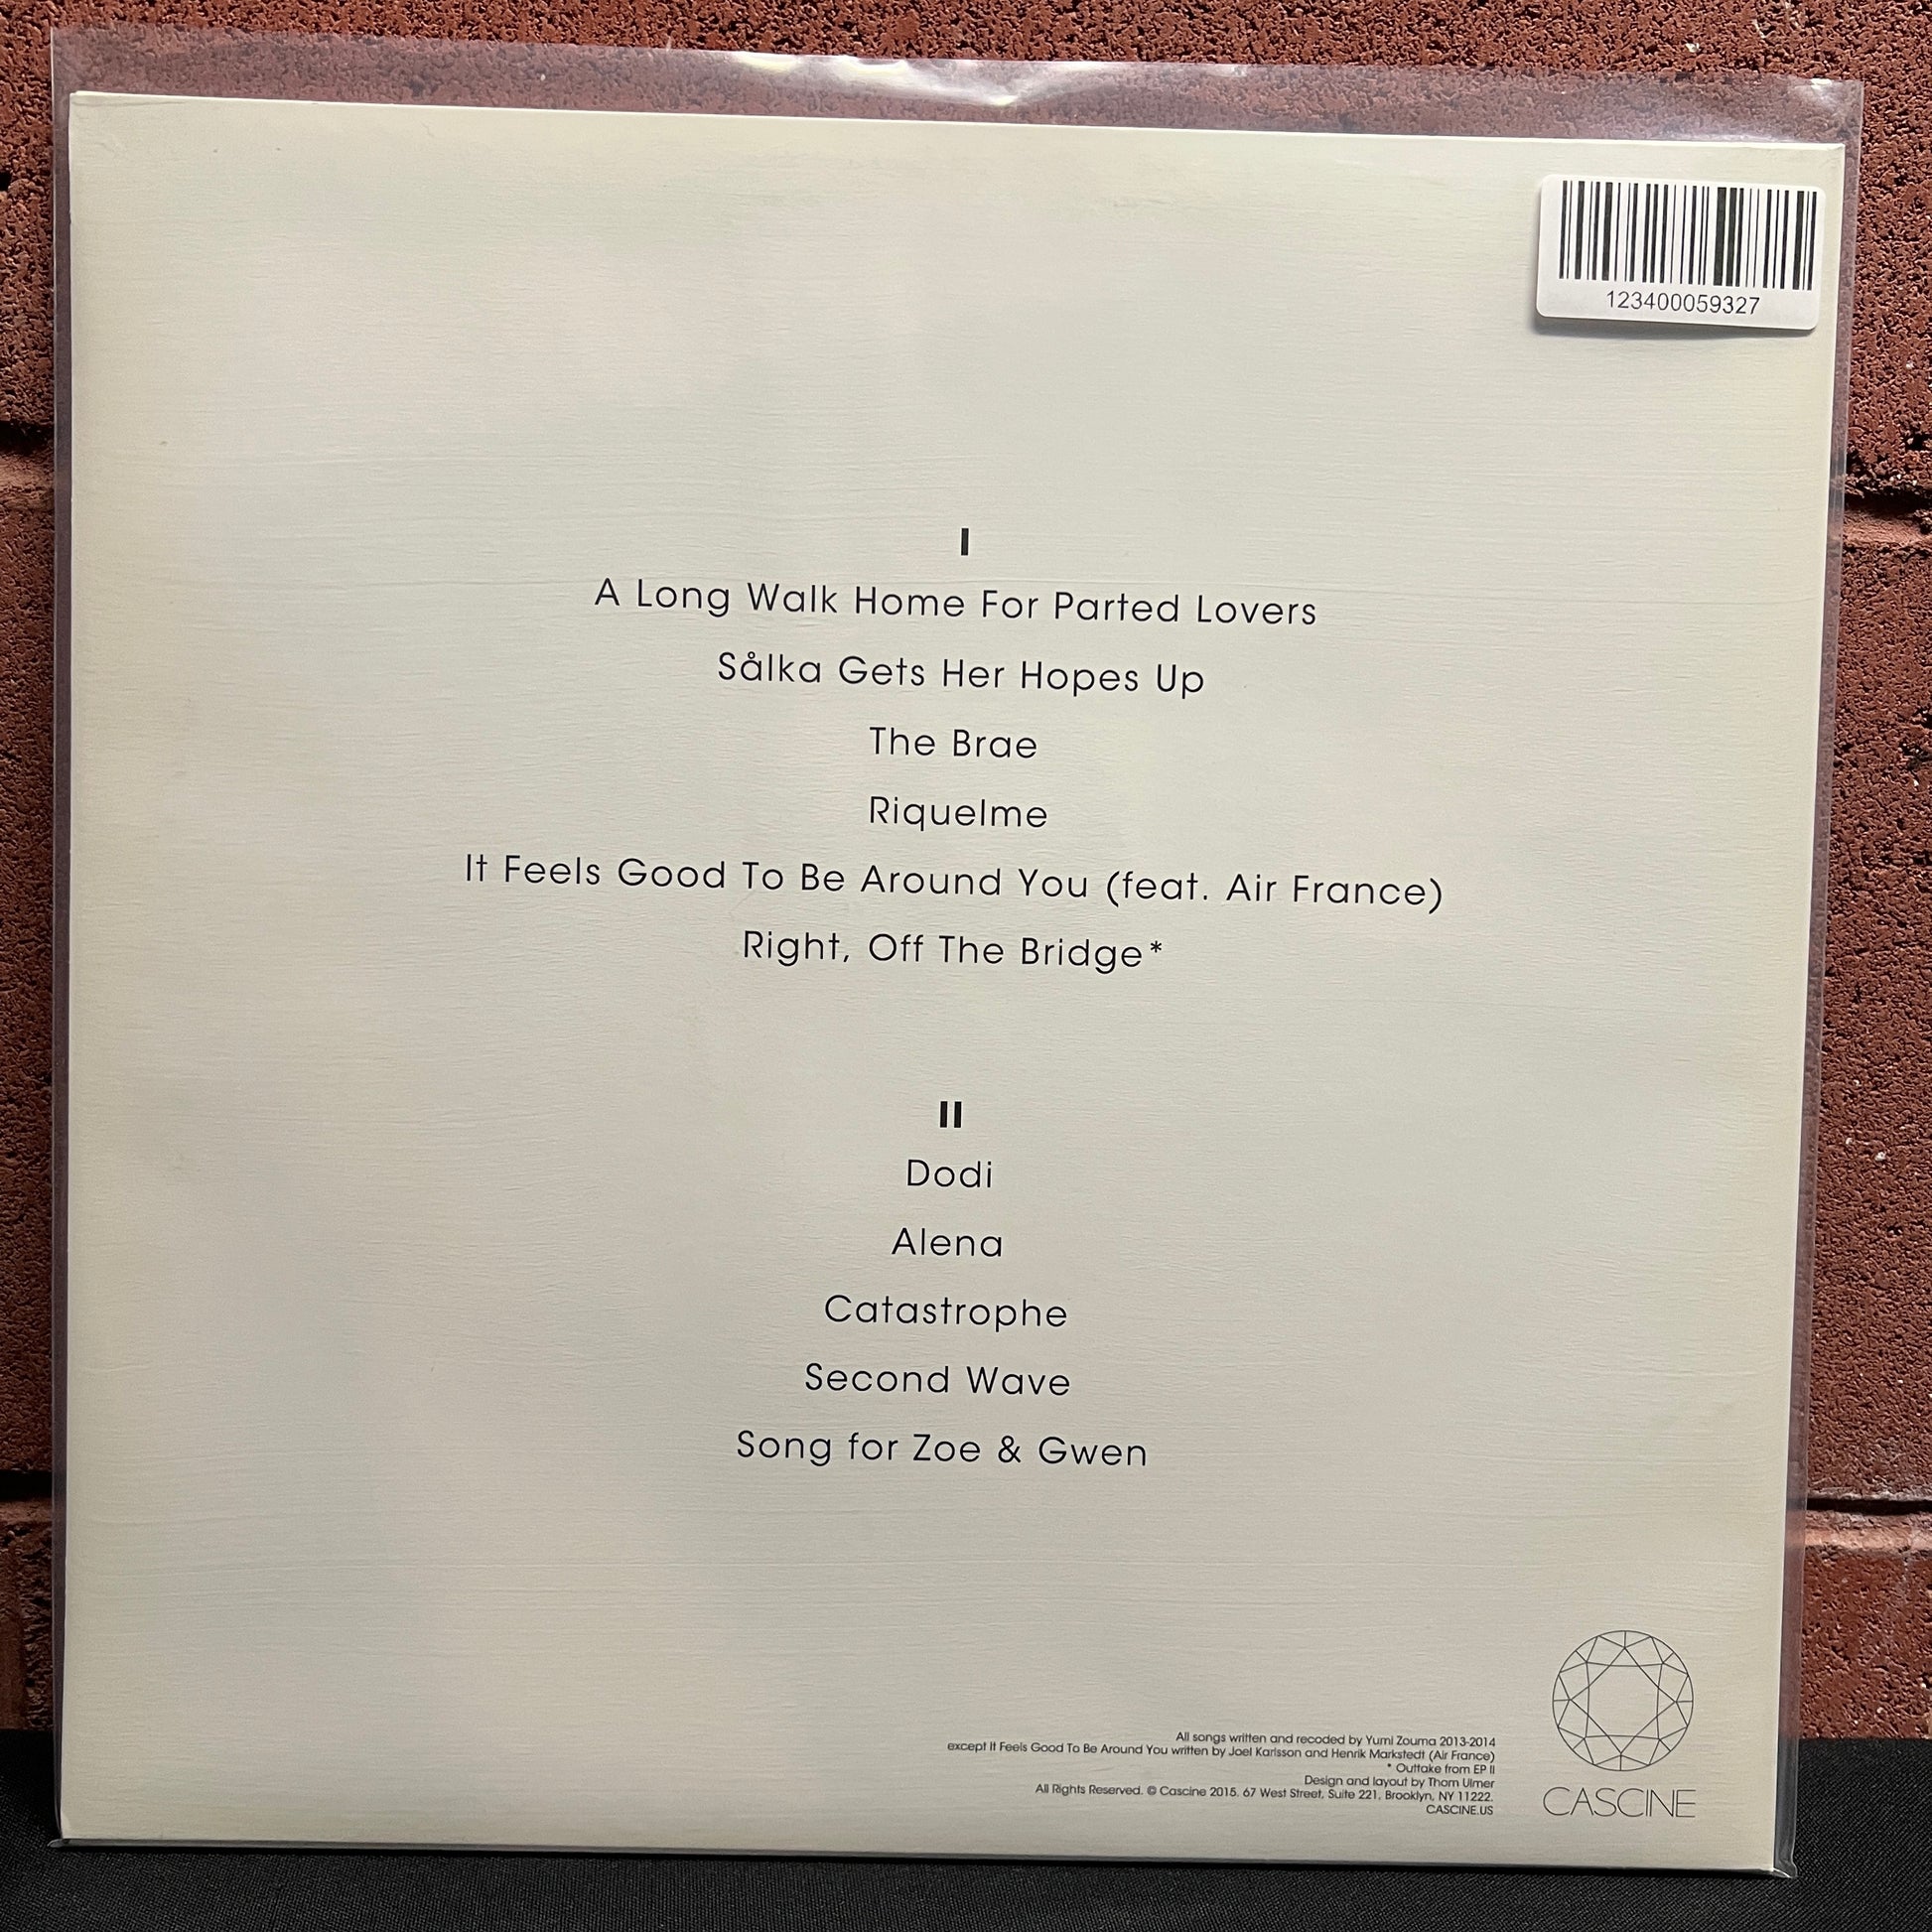 123400059327
I
A Long Walk Home For Parted Lovers
Sålka Gets Her Hopes Up
The Brae
Riquelme
It Feels Good To Be Around You (feat. Air France)
Right, Off The Bridge*
II
Dodi
Alena
Catastrophe
Second Wave
Song for Zoe & Gwen
All songs written and recoded by Yumi Zouma 2013-2014
except It Feels Good To Be Around You written by Joel Karlsson and Henrik Markstedt (Air France)
* Outtake from EP II
Design and layout by Thom Ulmer
All Rights Reserved. © Cascine 2015. 67 West Street, Suite 221, Brooklyn, NY 11222.
CASCINE.US
CASCINE